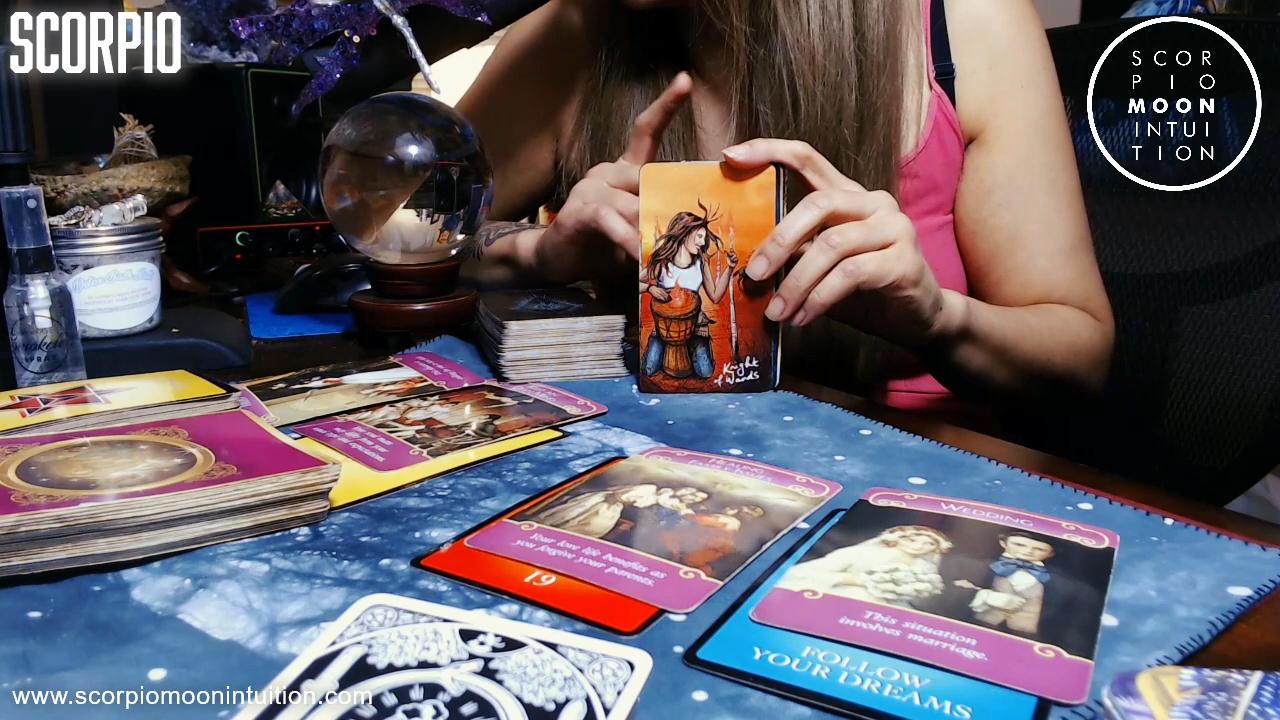 SCORPIO
SCOR
PIO
MOON
INTUI
TION
Knight
of Wands
WEDDING
This situation
involves marriage.
FOLLOW
YOUR DREAMS
Your love life benefits as
you forgive your parents.
19
www.scorpiomoonintuition.com